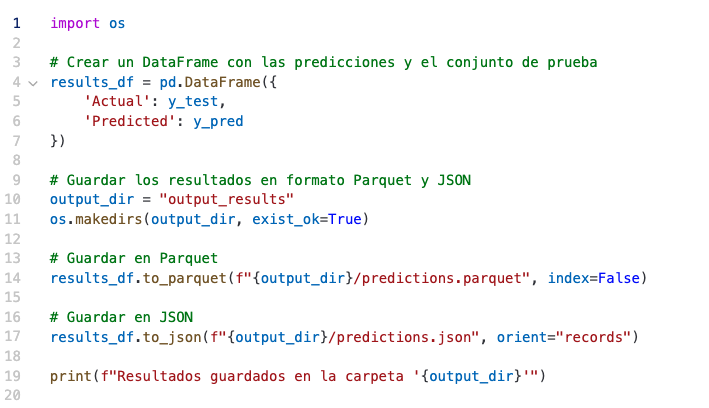 1 import os
2
3 # Crear un DataFrame con las predicciones y el conjunto de prueba
4 results_df = pd.DataFrame({
5     'Actual': y_test,
6     'Predicted': y_pred
7 })
8
9 # Guardar los resultados en formato Parquet y JSON
10 output_dir = "output_results"
11 os.makedirs(output_dir, exist_ok=True)
12
13 # Guardar en Parquet
14 results_df.to_parquet(f"{output_dir}/predictions.parquet", index=False)
15
16 # Guardar en JSON
17 results_df.to_json(f"{output_dir}/predictions.json", orient="records")
18
19 print(f"Resultados guardados en la carpeta '{output_dir}'")
20